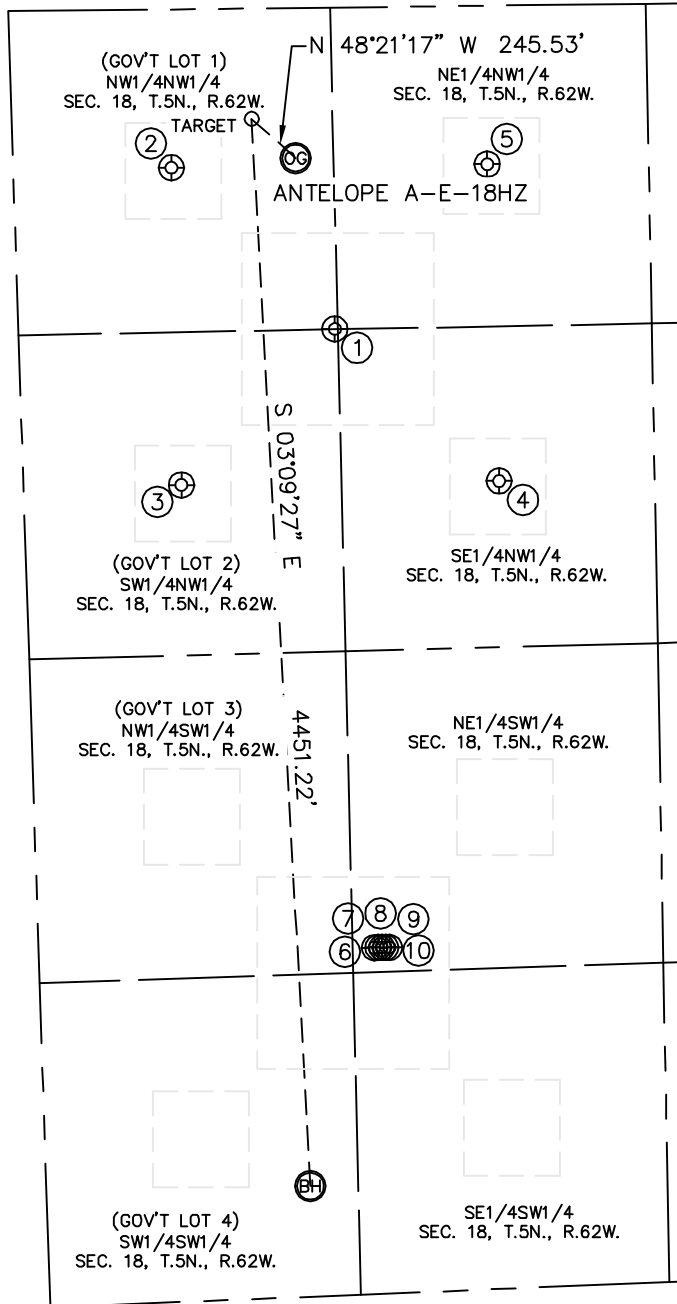 N 48°21'17" W 245.53'
(GOV'T LOT 1)
NW1/4NW1/4
SEC. 18, T.5N., R.62W.
NE1/4NW1/4
SEC. 18, T.5N., R.62W.
TARGET
2
OG
5
ANTELOPE A-E-18HZ
1
S 03°09'27" E
3
4
(GOV'T LOT 2)
SW1/4NW1/4
SEC. 18, T.5N., R.62W.
SE1/4NW1/4
SEC. 18, T.5N., R.62W.
(GOV'T LOT 3)
NW1/4SW1/4
SEC. 18, T.5N., R.62W.
4451.22'
NE1/4SW1/4
SEC. 18, T.5N., R.62W.
7
8
9
6
10
BH
(GOV'T LOT 4)
SW1/4SW1/4
SEC. 18, T.5N., R.62W.
SE1/4SW1/4
SEC. 18, T.5N., R.62W.